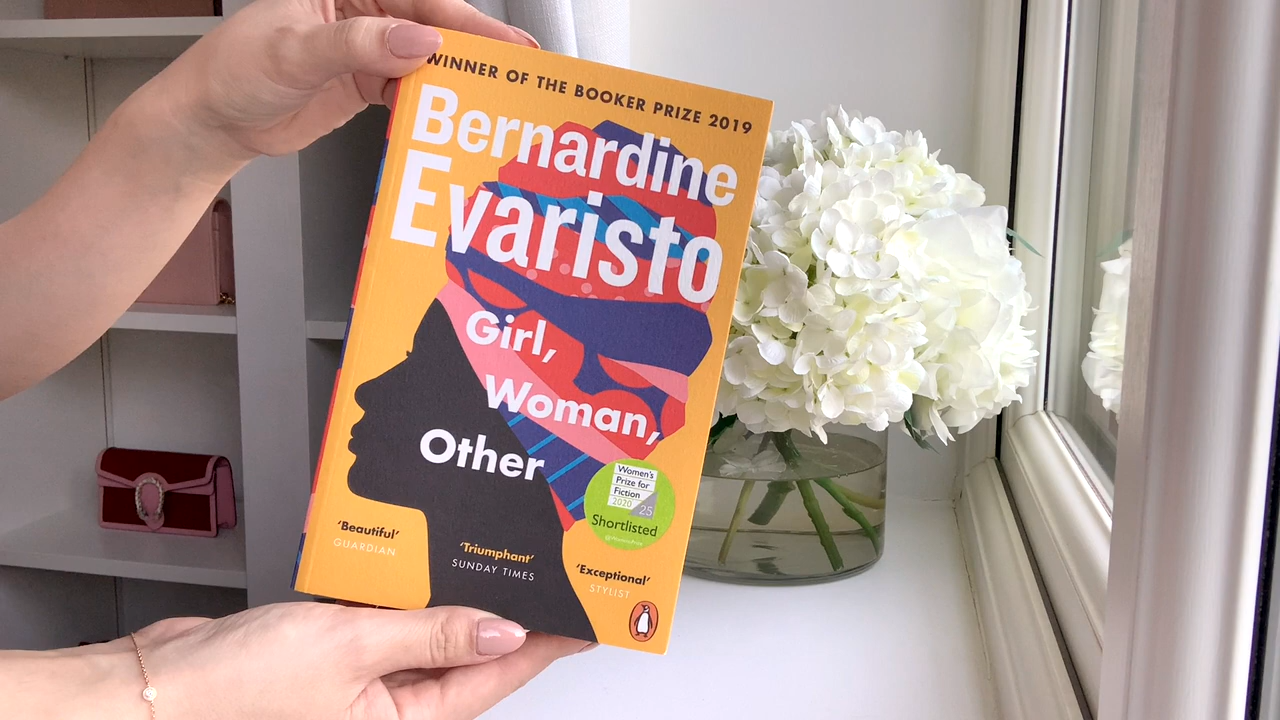 WINNER OF THE BOOKER PRIZE 2019
Bernardine
Evaristo
Girl,
Woman,
Other
Women's
Prize for
Fiction
2020
25
Shortlisted
@WomensPrize
'Beautiful'
GUARDIAN
'Triumphant'
SUNDAY TIMES
'Exceptional'
STYLIST